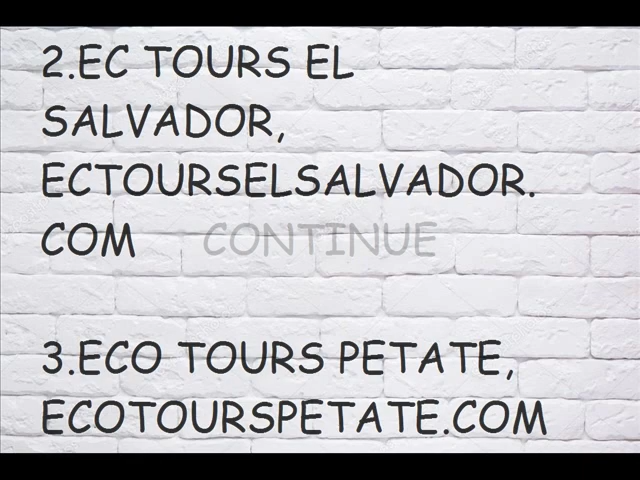 2.EC TOURS EL
SALVADOR,
ECTOURSELSALVADOR.
COM CONTINUE
3.ECO TOURS PETATE,
ECOTOURSPETATE.COM